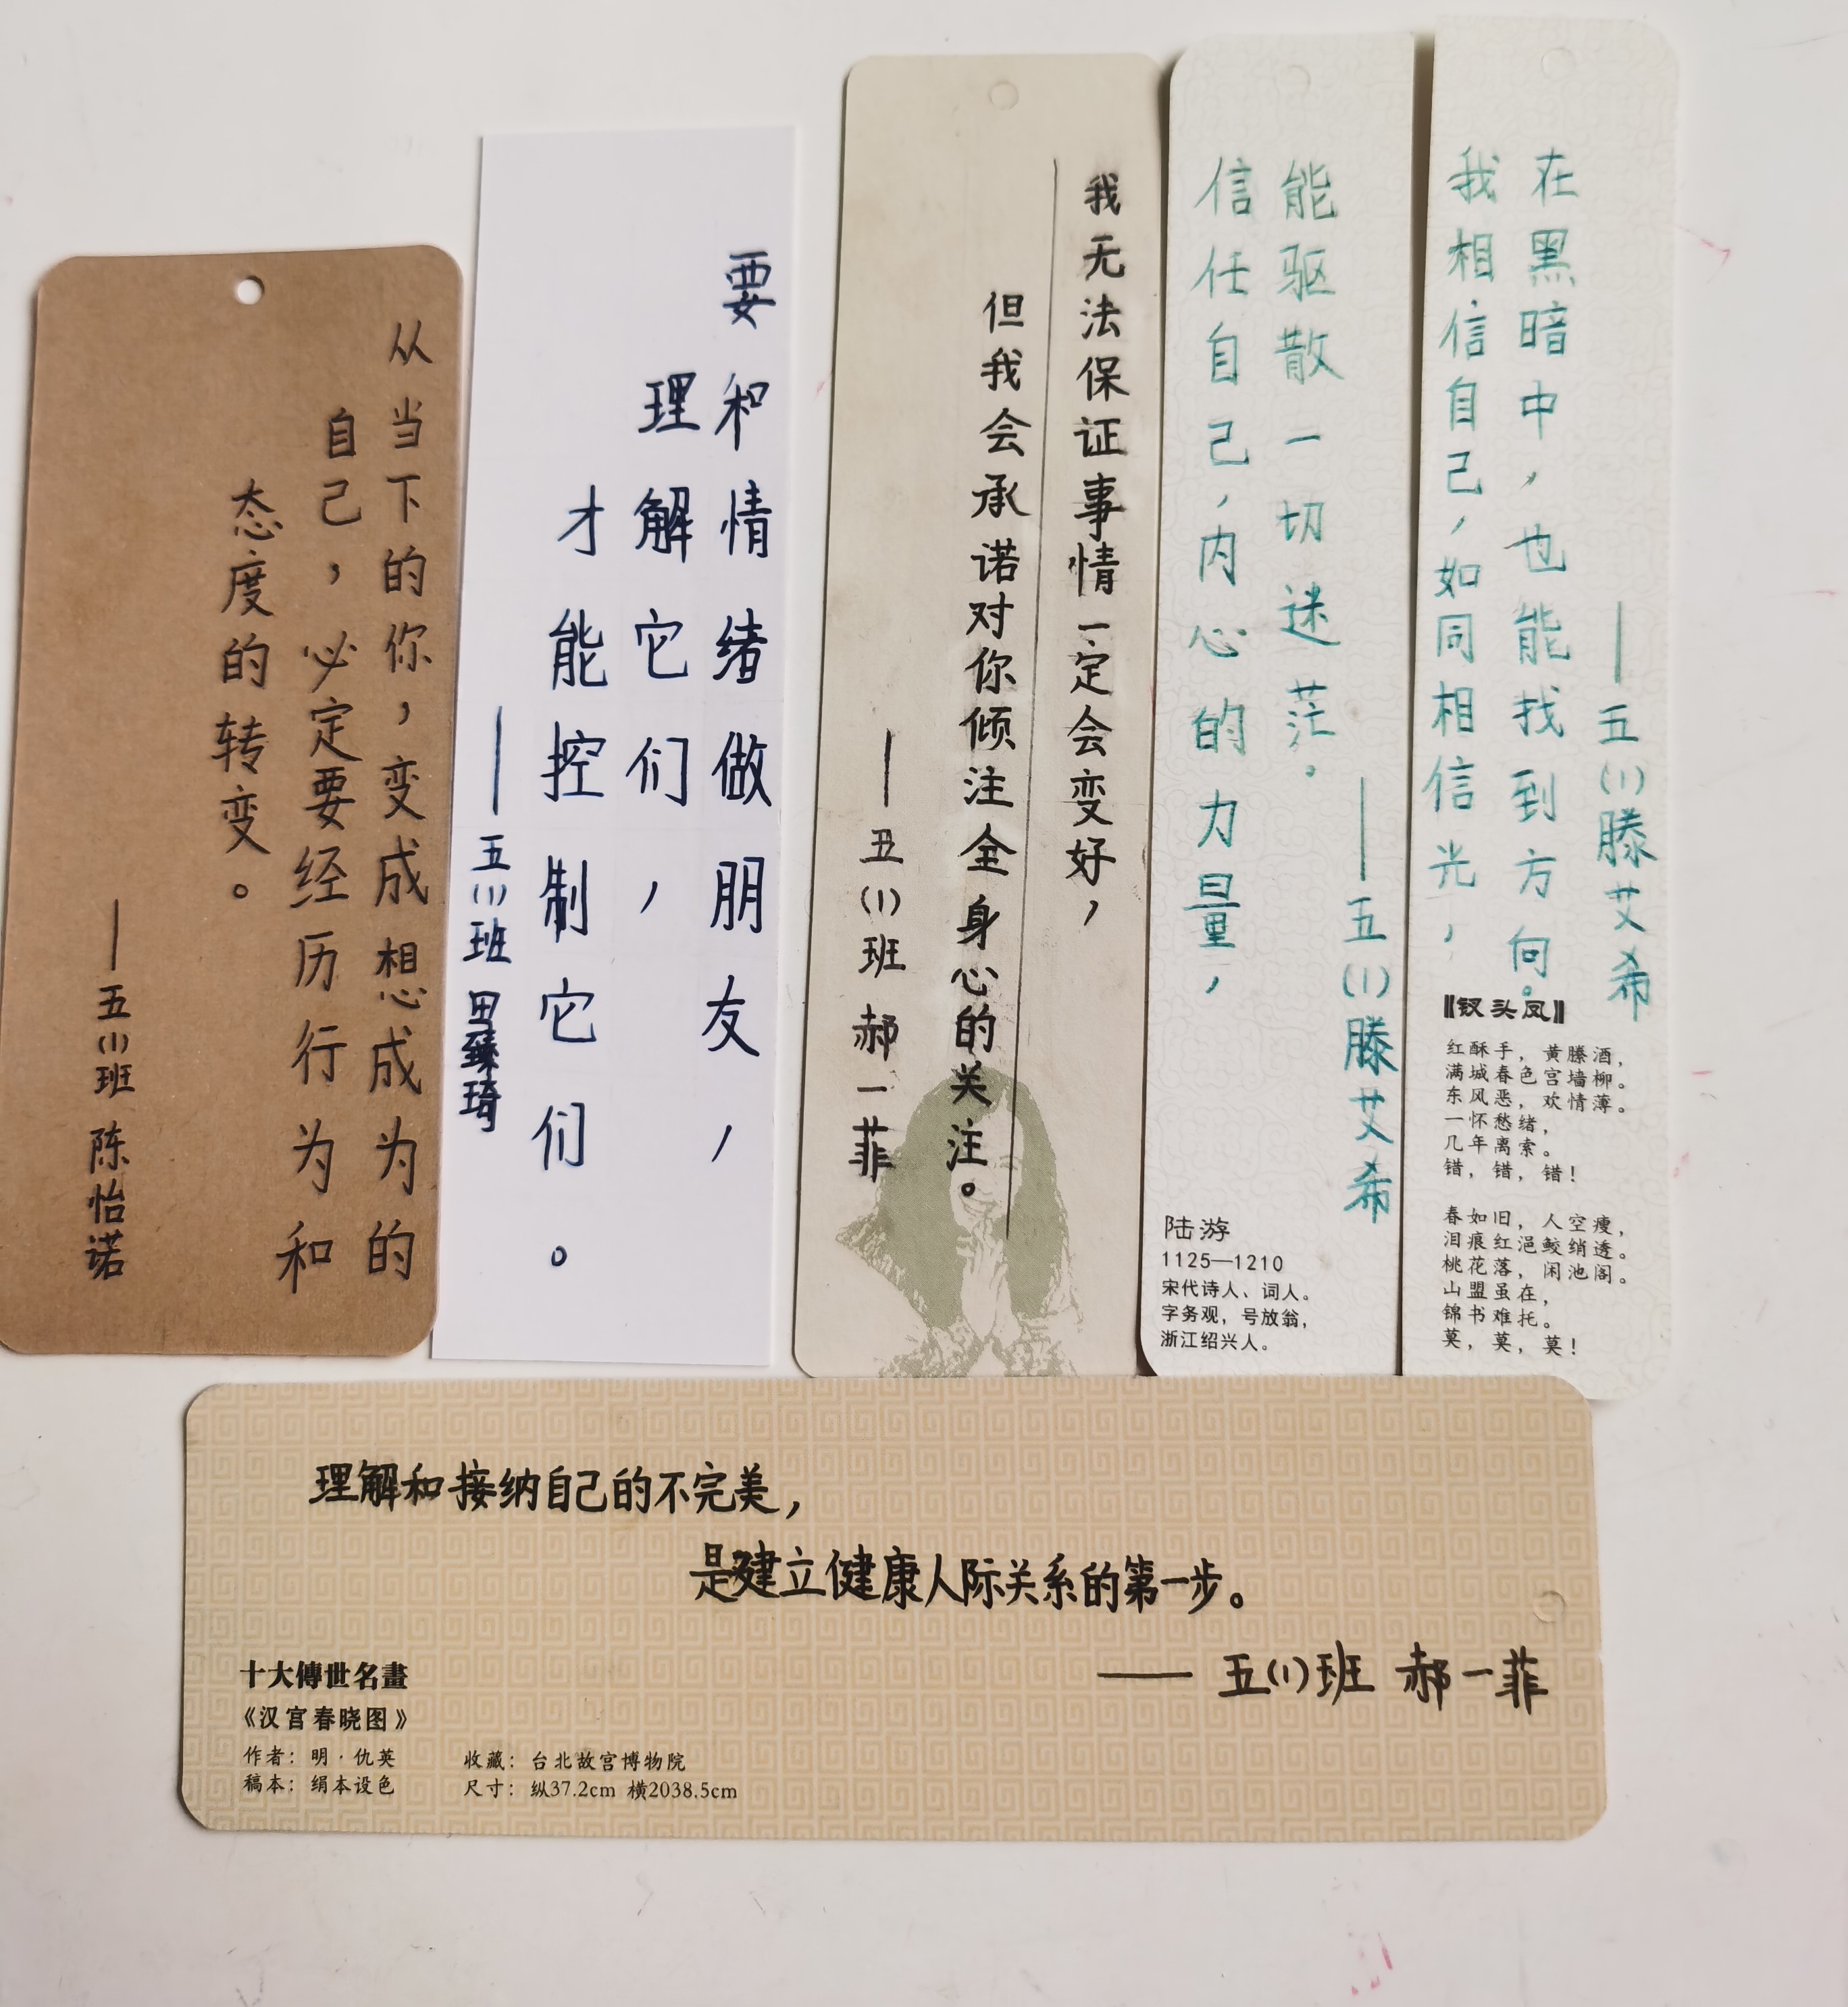 从当下的你，变成想成为的
自己，必定要经历行为和
态度的转变。
——五(1)班 陈怡诺
要和情绪做朋友，
理解它们，
才能控制它们。
——五(1)班 臻琦
我无法保证事情一定会变好，
但我会承诺对你倾注全身心的关注。
——五(1)班 郝一菲
信任自己，内心的力量，
能驱散一切迷茫。
——五(1)滕艾希
陆游
1125—1210
宋代诗人、词人。
字务观，号放翁，
浙江绍兴人。
我相信自己，如同相信光，
在黑暗中，也能找到方向。
——五(1)滕艾希
〖钗头凤〗
红酥手，黄縢酒，
满城春色宫墙柳。
东风恶，欢情薄。
一怀愁绪，
几年离索。
错，错，错！
春如旧，人空瘦，
泪痕红浥鲛绡透。
桃花落，闲池阁。
山盟虽在，
锦书难托。
莫，莫，莫！
理解和接纳自己的不完美，
是建立健康人际关系的第一步。
——五(1)班 郝一菲
十大傳世名畫
《汉宫春晓图》
作者：明·仇英 收藏：台北故宫博物院
稿本：绢本设色 尺寸：纵37.2cm 横2038.5cm